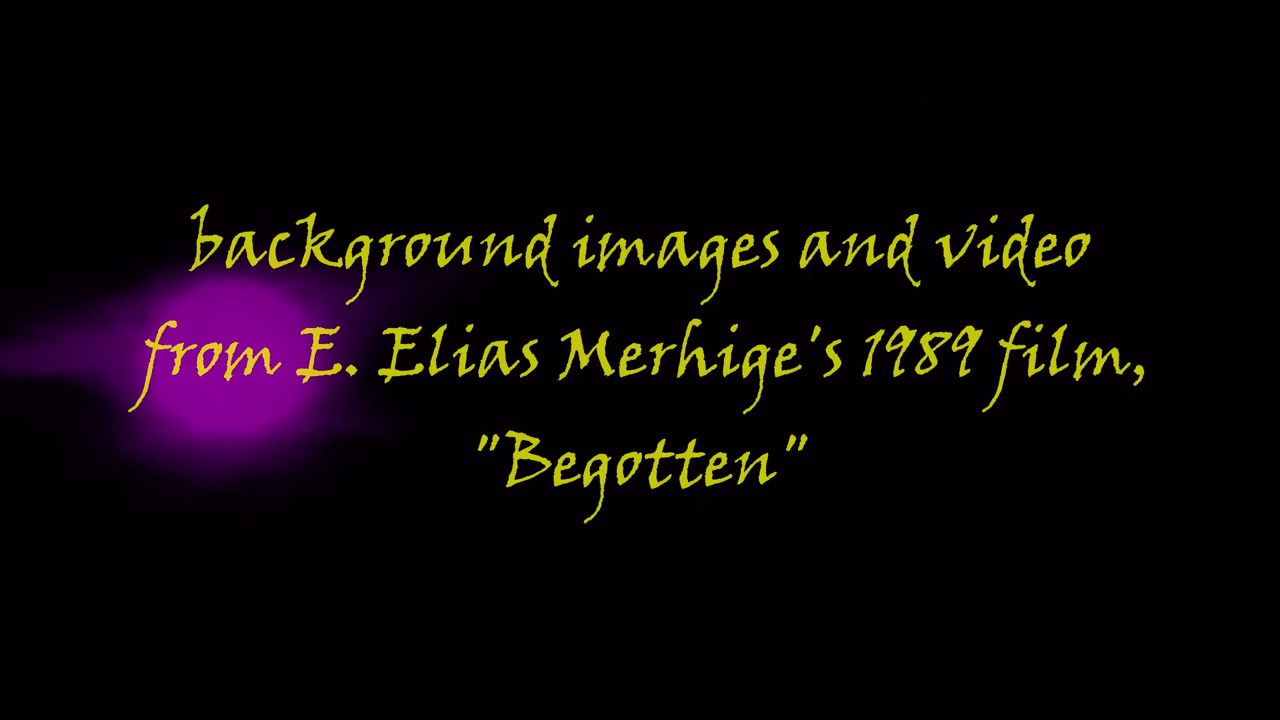 background images and video
from E. Elias Merhige's 1989 film,
"Begotten"